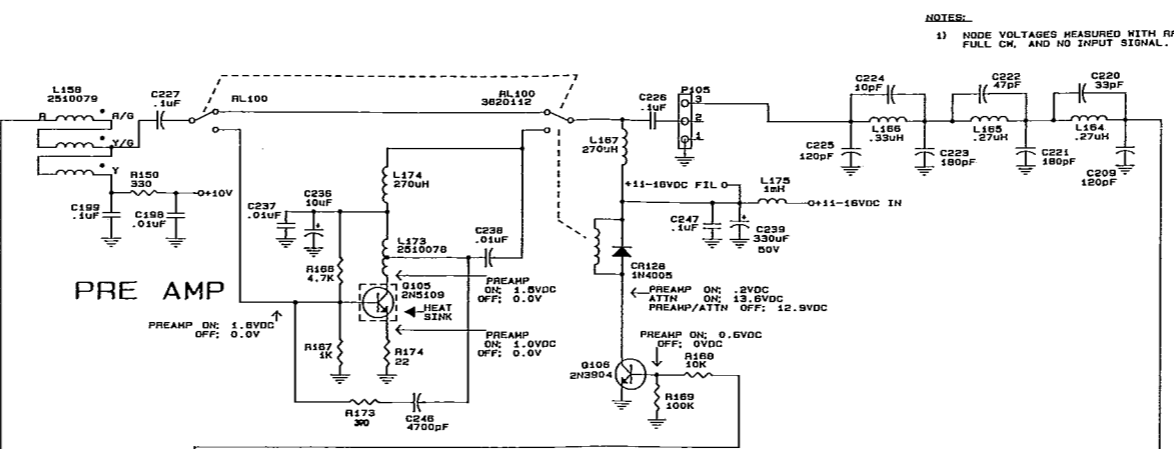 NOTES:
1) NODE VOLTAGES MEASURED WITH RF
FULL CW, AND NO INPUT SIGNAL.
L158
2510079
R
R/G
Y/G
Y
C227
.1uF
RL100
RL100
3820112
C226
.1uF
P105
3
2
1
C224
10pF
L166
.33uH
C222
47pF
L165
.27uH
C220
33pF
L164
.27uH
C225
120pF
C223
180pF
C221
180pF
C209
120pF
R150
330
+10V
C199
.1uF
C198
.01uF
L167
270uH
L174
270uH
+11-16VDC FIL
L175
1mH
+11-16VDC IN
C237
.01uF
C236
10uF
C247
.1uF
C239
330uF
50V
L173
2510078
C238
.01uF
CR128
1N4005
R166
4.7K
Q105
2N5109
HEAT
SINK
PREAMP
ON; 1.6VDC
OFF; 0.0V
PREAMP ON; .2VDC
ATTN ON; 13.6VDC
PREAMP/ATTN OFF; 12.9VDC
PRE AMP
PREAMP ON; 1.6VDC
OFF; 0.0V
PREAMP
ON; 1.0VDC
OFF; 0.0V
PREAMP ON; 0.6VDC
OFF; 0VDC
R167
1K
R174
22
Q106
2N3904
R168
10K
R169
100K
R173
390
C246
4700pF